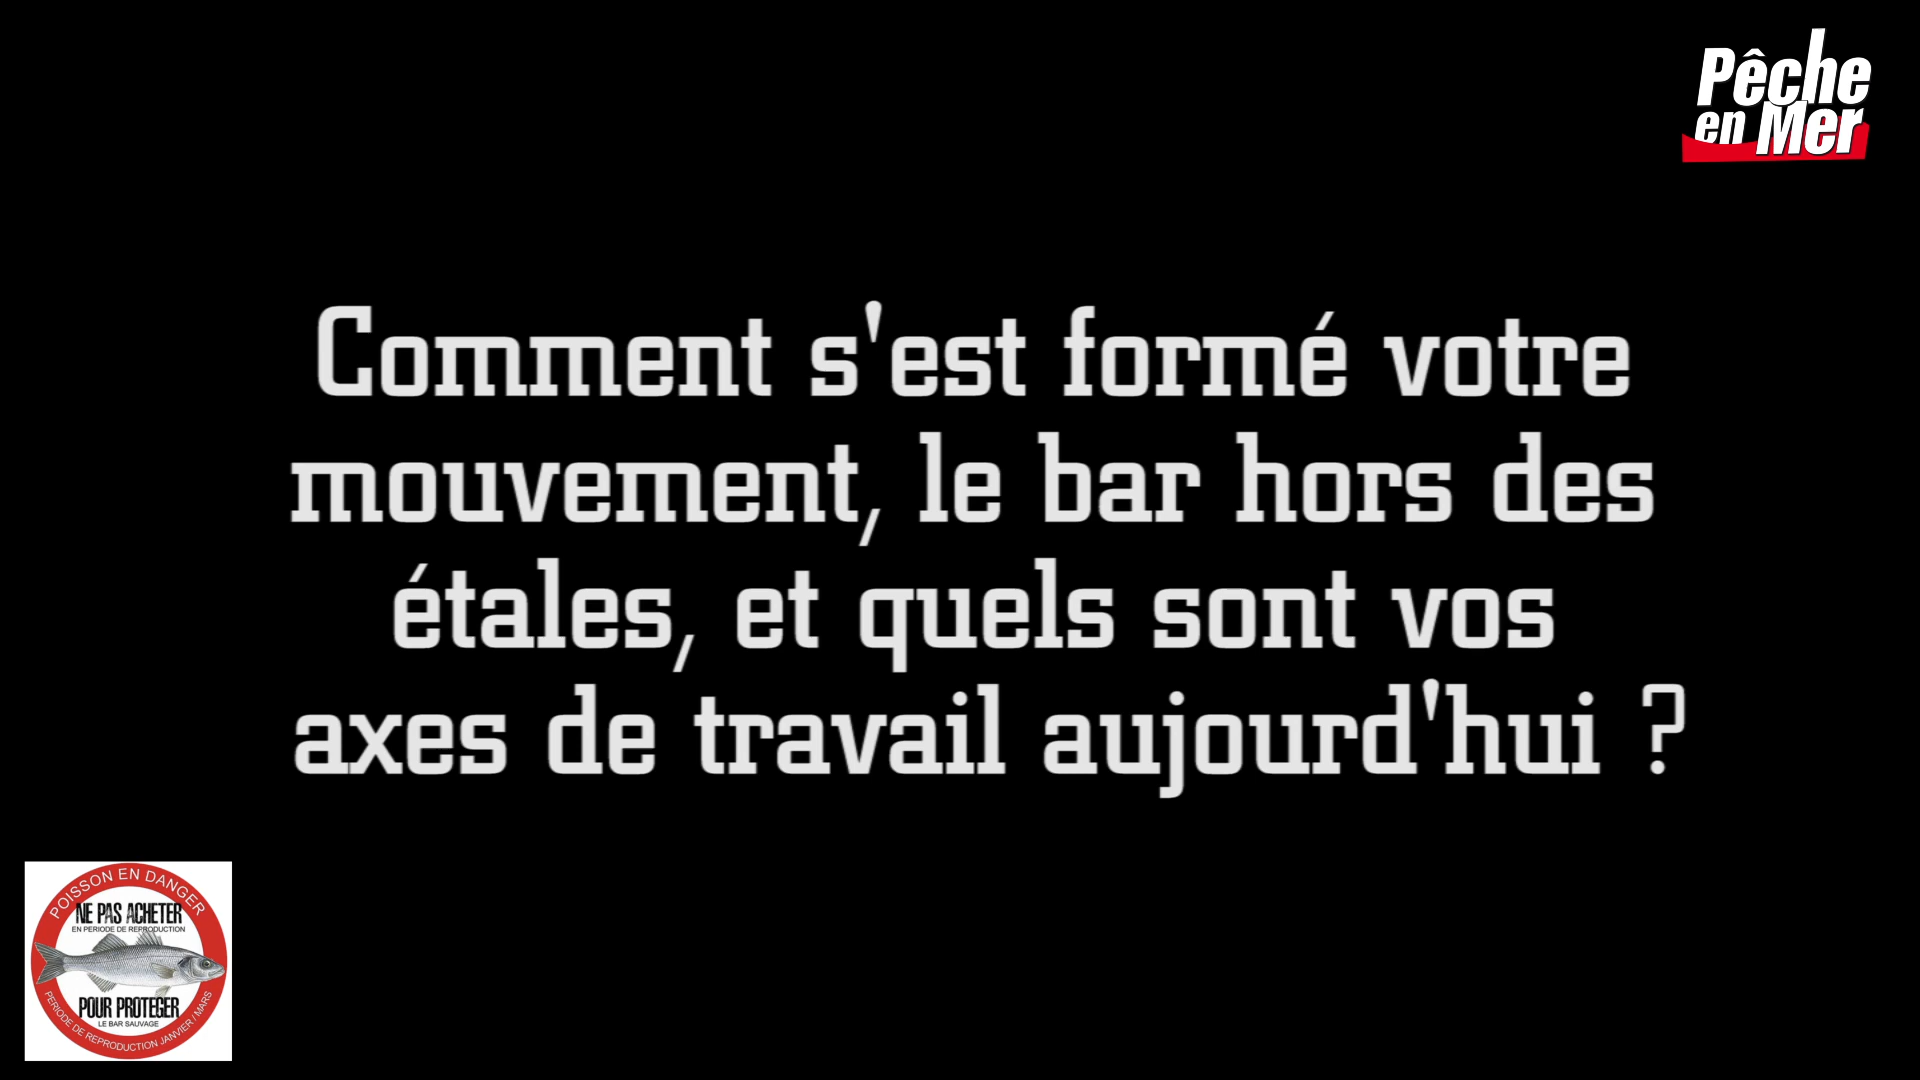 Pêche
en Mer
Comment s'est formé votre
mouvement, le bar hors des
étales, et quels sont vos
axes de travail aujourd'hui ?
POISSON EN DANGER
NE PAS ACHETER
EN PERIODE DE REPRODUCTION
POUR PROTEGER
LE BAR SAUVAGE
PERIODE DE REPRODUCTION JANVIER / MARS